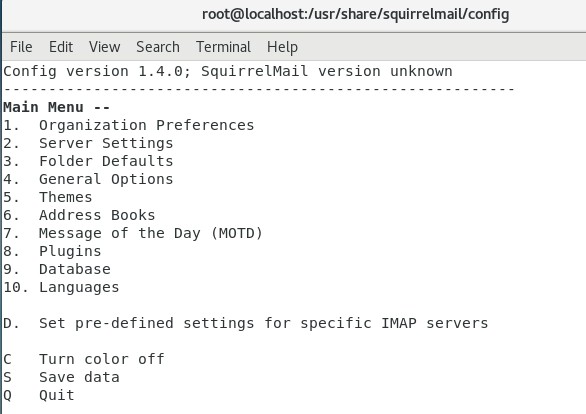 root@localhost:/usr/share/squirrelmail/config
File Edit View Search Terminal Help
Config version 1.4.0; SquirrelMail version unknown
---------------------------------------------------------
Main Menu --
1.  Organization Preferences
2.  Server Settings
3.  Folder Defaults
4.  General Options
5.  Themes
6.  Address Books
7.  Message of the Day (MOTD)
8.  Plugins
9.  Database
10. Languages
D.  Set pre-defined settings for specific IMAP servers
C   Turn color off
S   Save data
Q   Quit